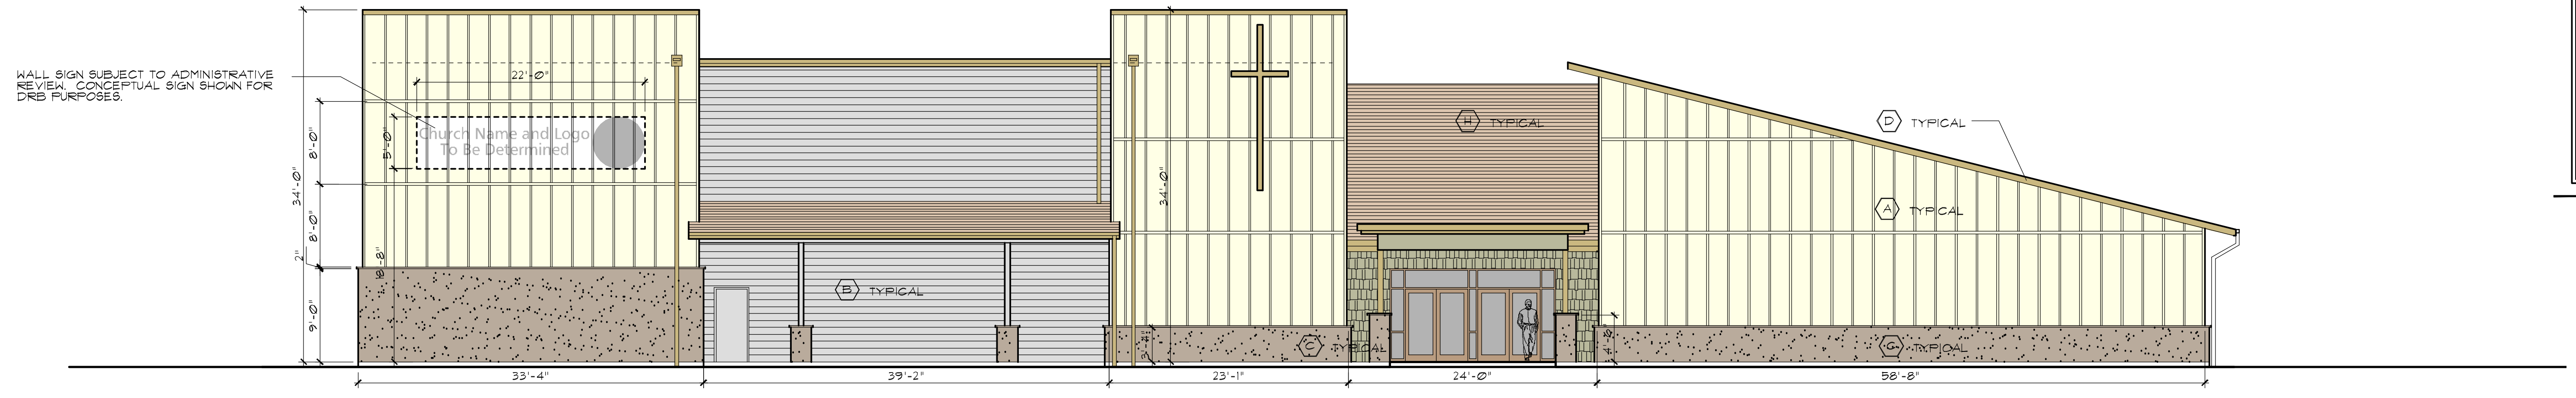 WALL SIGN SUBJECT TO ADMINISTRATIVE
REVIEW. CONCEPTUAL SIGN SHOWN FOR
DRB PURPOSES.
22'-0"
Church Name and Logo
To Be Determined
5'-0"
8'-0"
34'-0"
8'-0"
2"
18'-8"
9'-0"
34'-0"
H TYPICAL
D TYPICAL
A TYPICAL
B TYPICAL
C TYPICAL
TYPICAL
33'-4"
39'-2"
23'-1"
24'-0"
58'-8"